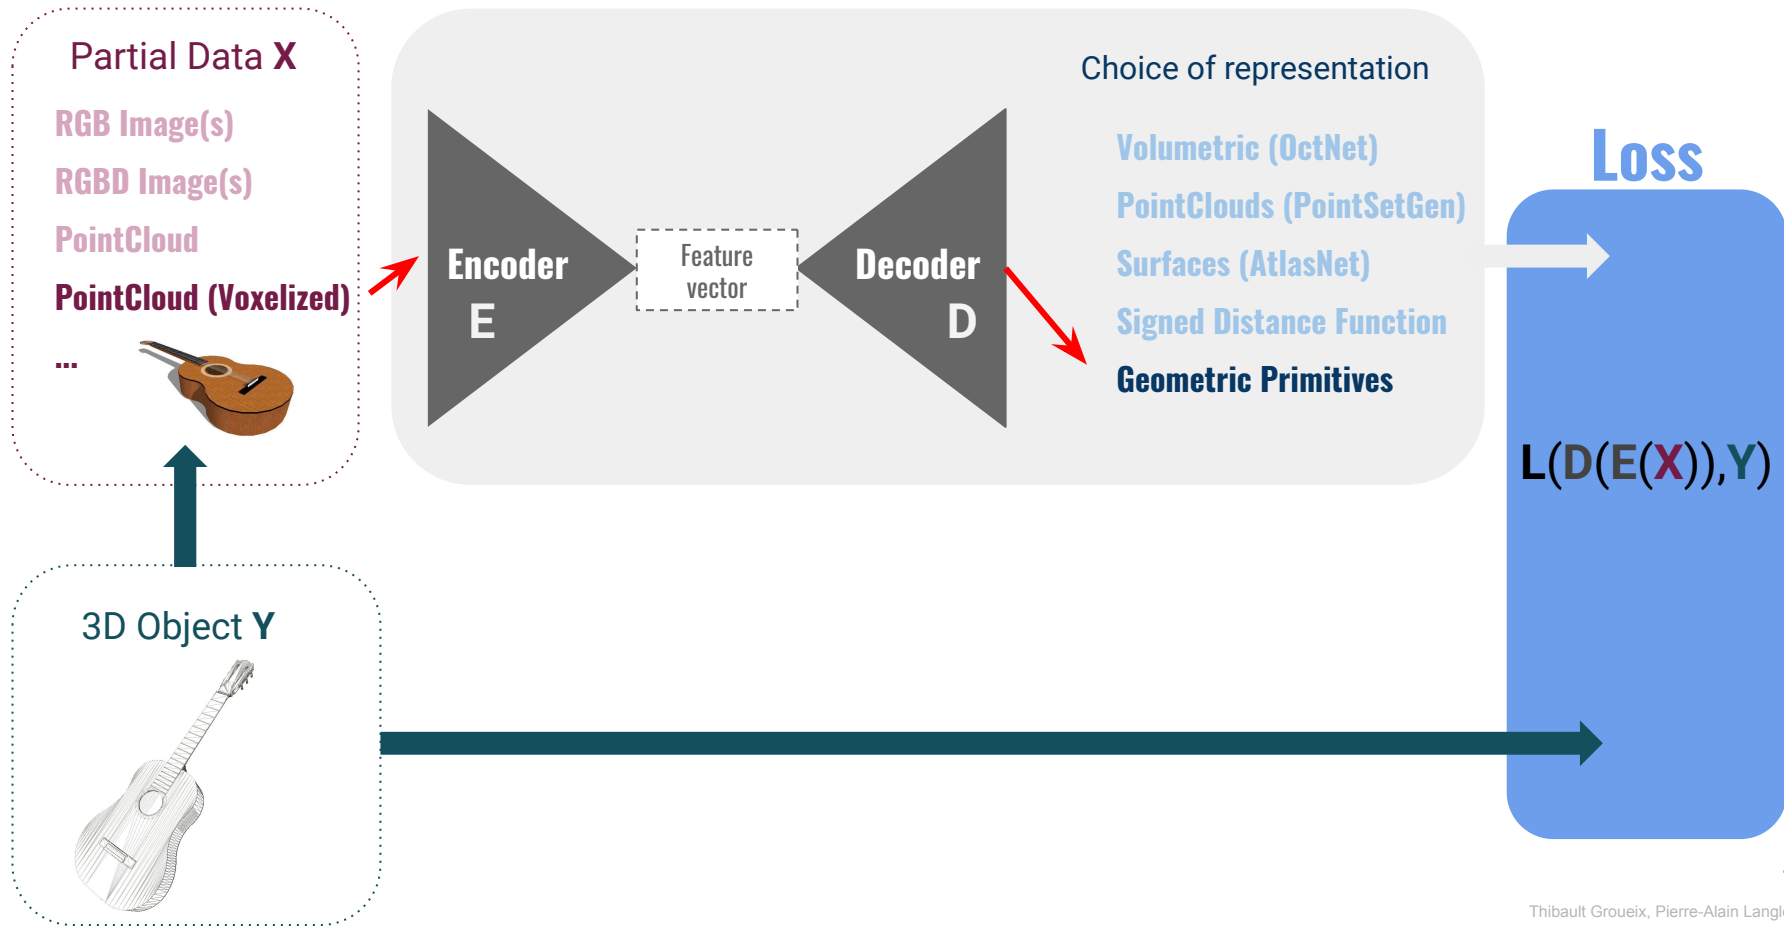 Partial Data X
RGB Image(s)
RGBD Image(s)
PointCloud
PointCloud (Voxelized)
...
Encoder
E
Feature
vector
Decoder
D
Choice of representation
Volumetric (OctNet)
PointClouds (PointSetGen)
Surfaces (AtlasNet)
Signed Distance Function
Geometric Primitives
Loss
L(D(E(X)),Y)
3D Object Y
Thibault Groueix, Pierre-Alain